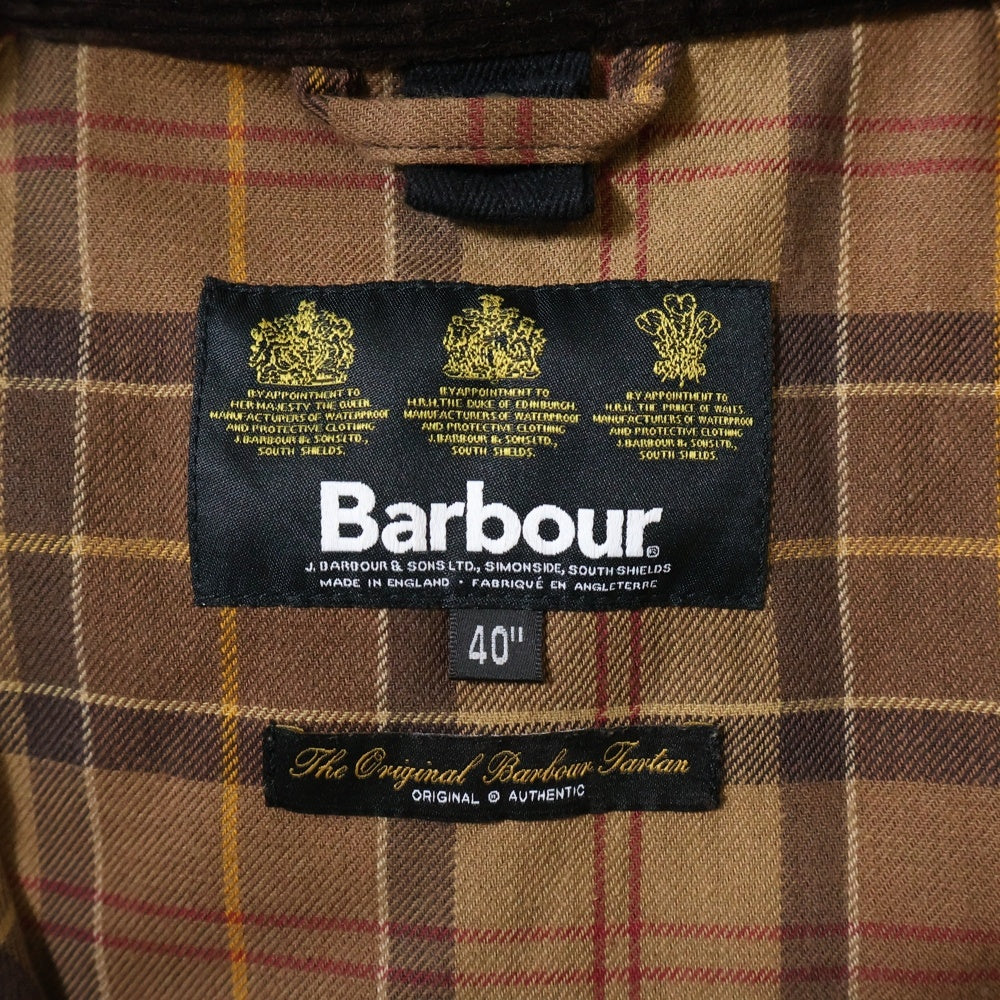 BY APPOINTMENT TO
HER MAJESTY THE QUEEN
MANUFACTURERS OF WATERPROOF
AND PROTECTIVE CLOTHING
J. BARBOUR & SONS LTD.,
SOUTH SHIELDS.
BY APPOINTMENT TO
H.R.H. THE DUKE OF EDINBURGH
MANUFACTURERS OF WATERPROOF
AND PROTECTIVE CLOTHING
J. BARBOUR & SONS LTD.,
SOUTH SHIELDS.
BY APPOINTMENT TO
H.R.H. THE PRINCE OF WALES
MANUFACTURERS OF WATERPROOF
AND PROTECTIVE CLOTHING
J. BARBOUR & SONS LTD.,
SOUTH SHIELDS.
Barbour®
J. BARBOUR & SONS LTD., SIMONSIDE, SOUTH SHIELDS
MADE IN ENGLAND · FABRIQUÉ EN ANGLETERRE
40"
The Original Barbour Tartan
ORIGINAL ® AUTHENTIC